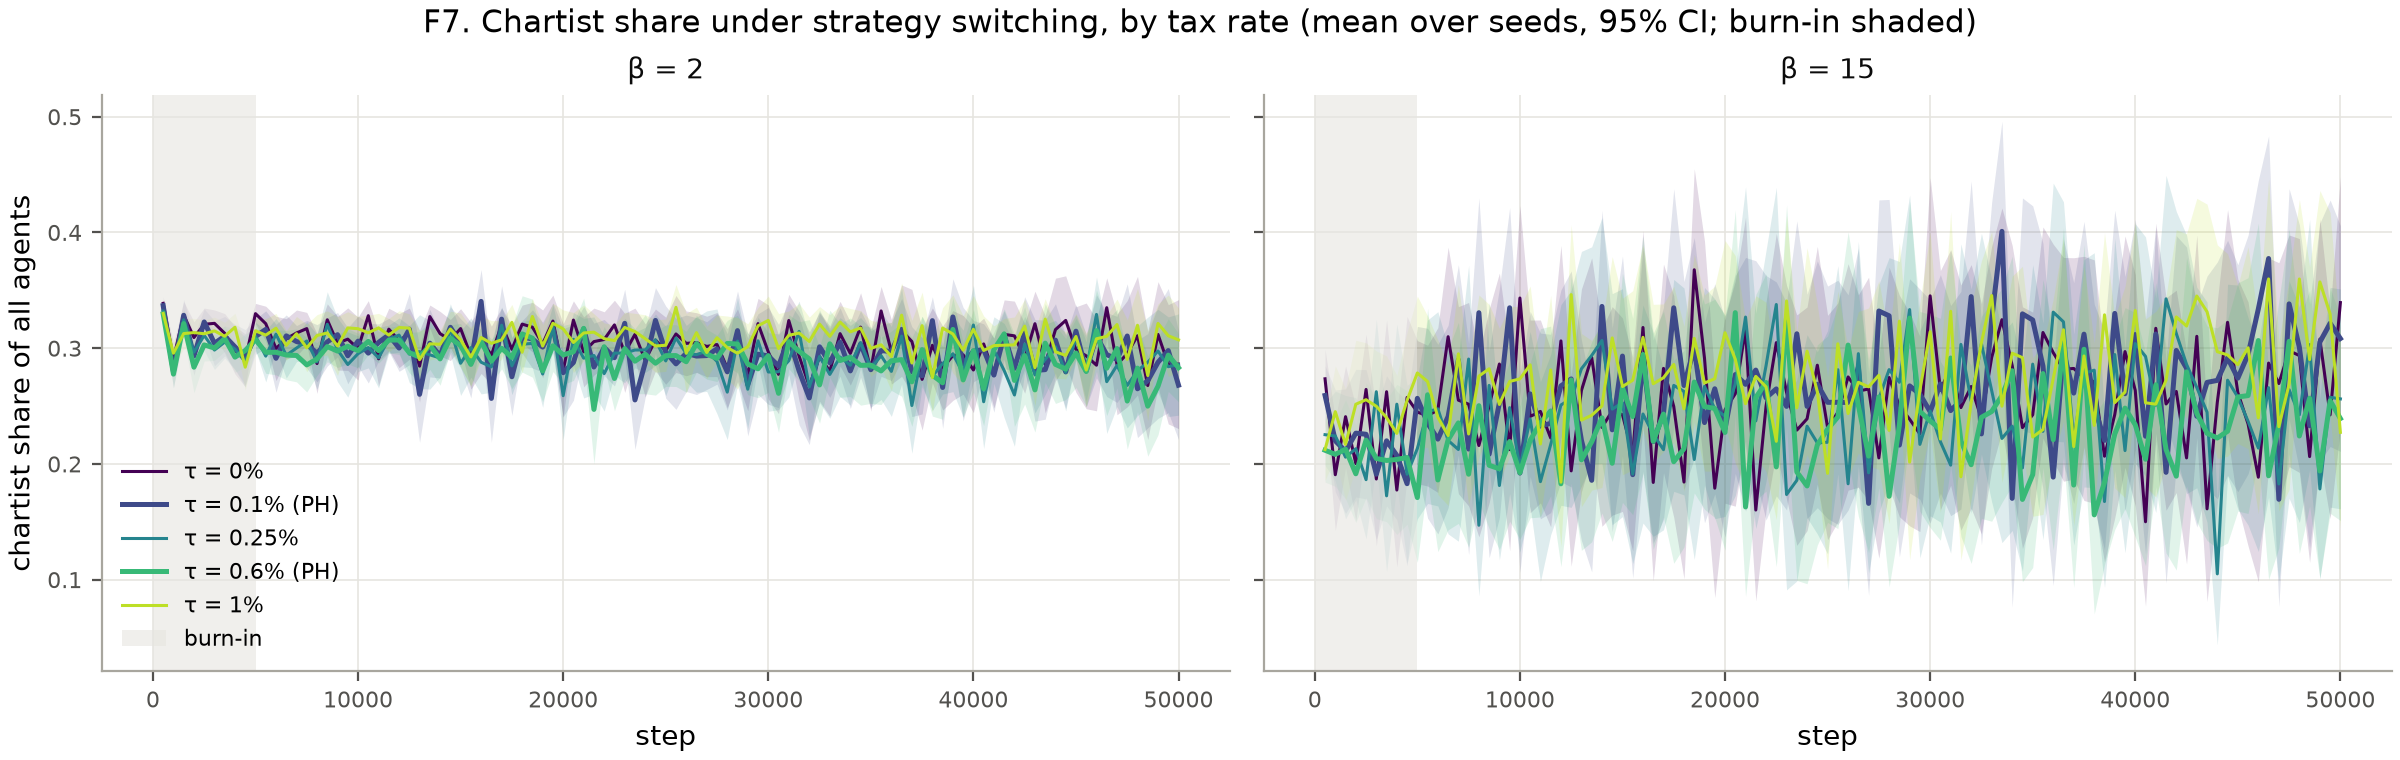 F7. Chartist share under strategy switching, by tax rate (mean over seeds, 95% CI; burn-in shaded)
β = 2
β = 15
chartist share of all agents
0.5
0.4
0.3
0.2
0.1
τ = 0%
τ = 0.1% (PH)
τ = 0.25%
τ = 0.6% (PH)
τ = 1%
burn-in
0 10000 20000 30000 40000 50000
0 10000 20000 30000 40000 50000
step
step